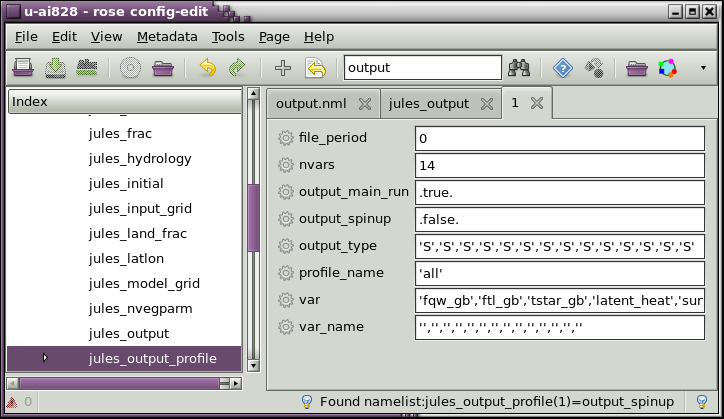 u-ai828 - rose config-edit
File Edit View Metadata Tools Page Help
output
Index
jules_frac
jules_hydrology
jules_initial
jules_input_grid
jules_land_frac
jules_latlon
jules_model_grid
jules_nvegparm
jules_output
jules_output_profile
0
output.nml
jules_output
1
file_period 0
nvars 14
output_main_run .true.
output_spinup .false.
output_type 'S','S','S','S','S','S','S','S','S','S','S','S','S','S'
profile_name 'all'
var 'fqw_gb','ftl_gb','tstar_gb','latent_heat','sur
var_name '','','','','','','','','','','','','',''
Found namelist:jules_output_profile(1)=output_spinup